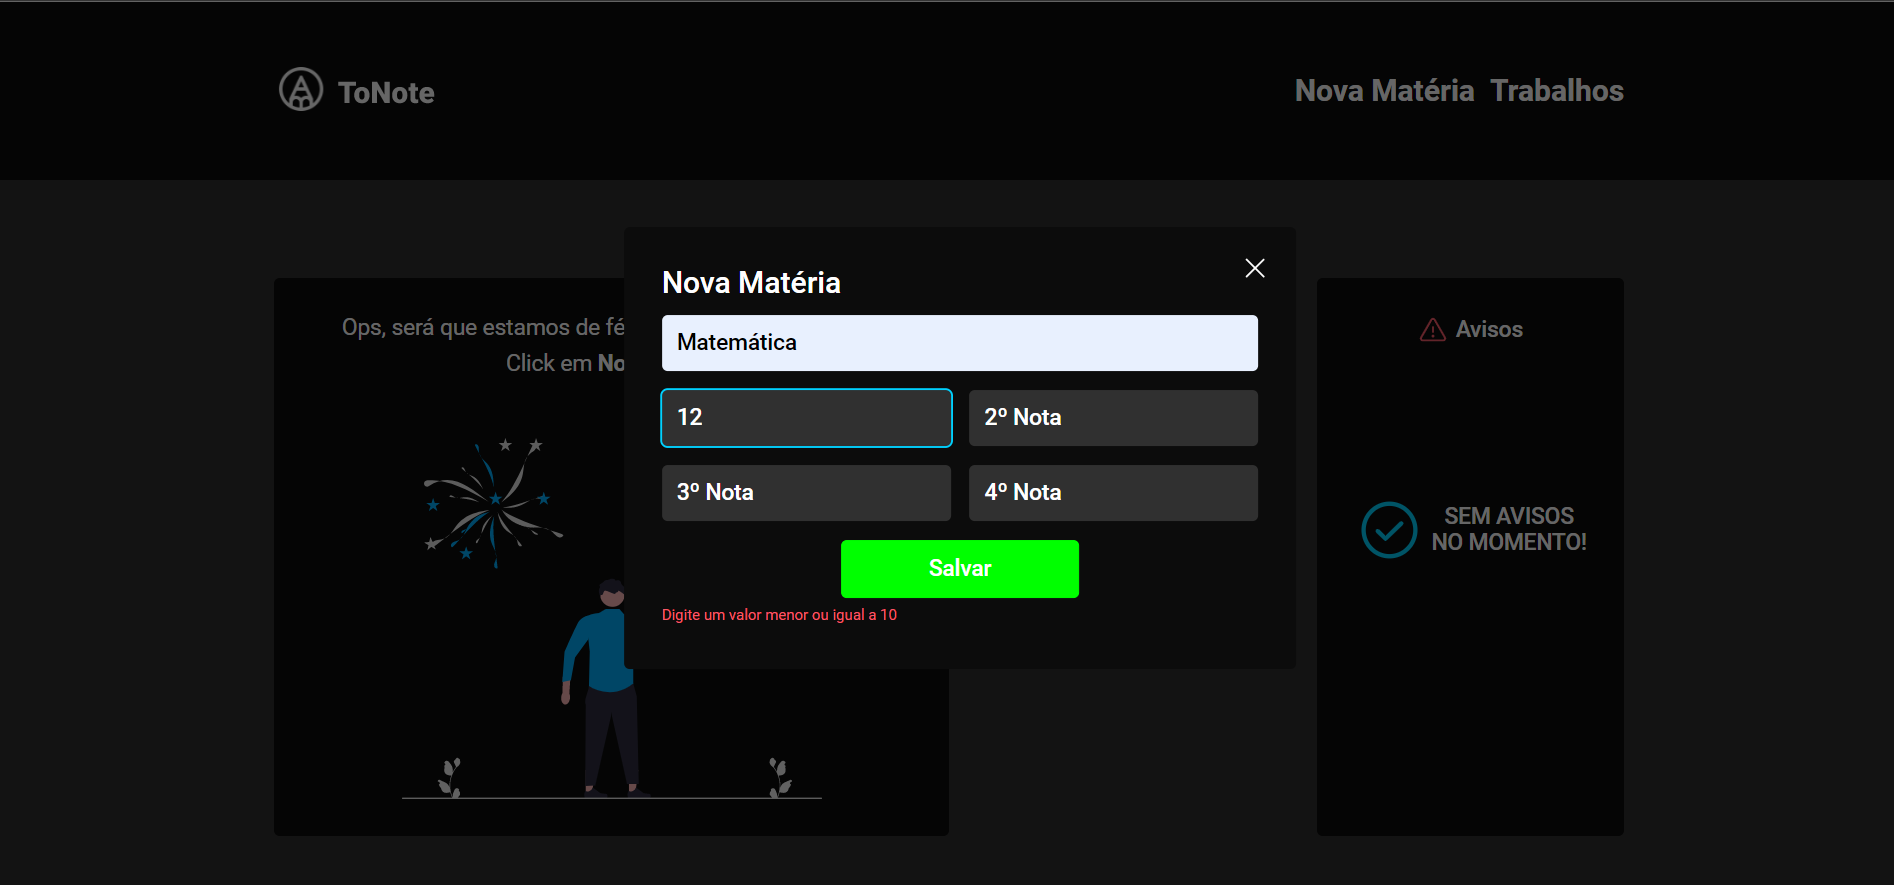 ToNote
Nova Matéria Trabalhos
Nova Matéria
Ops, será que estamos de fé
Click em No
Matemática
12
2º Nota
3º Nota
4º Nota
Salvar
Digite um valor menor ou igual a 10
Avisos
SEM AVISOS
NO MOMENTO!